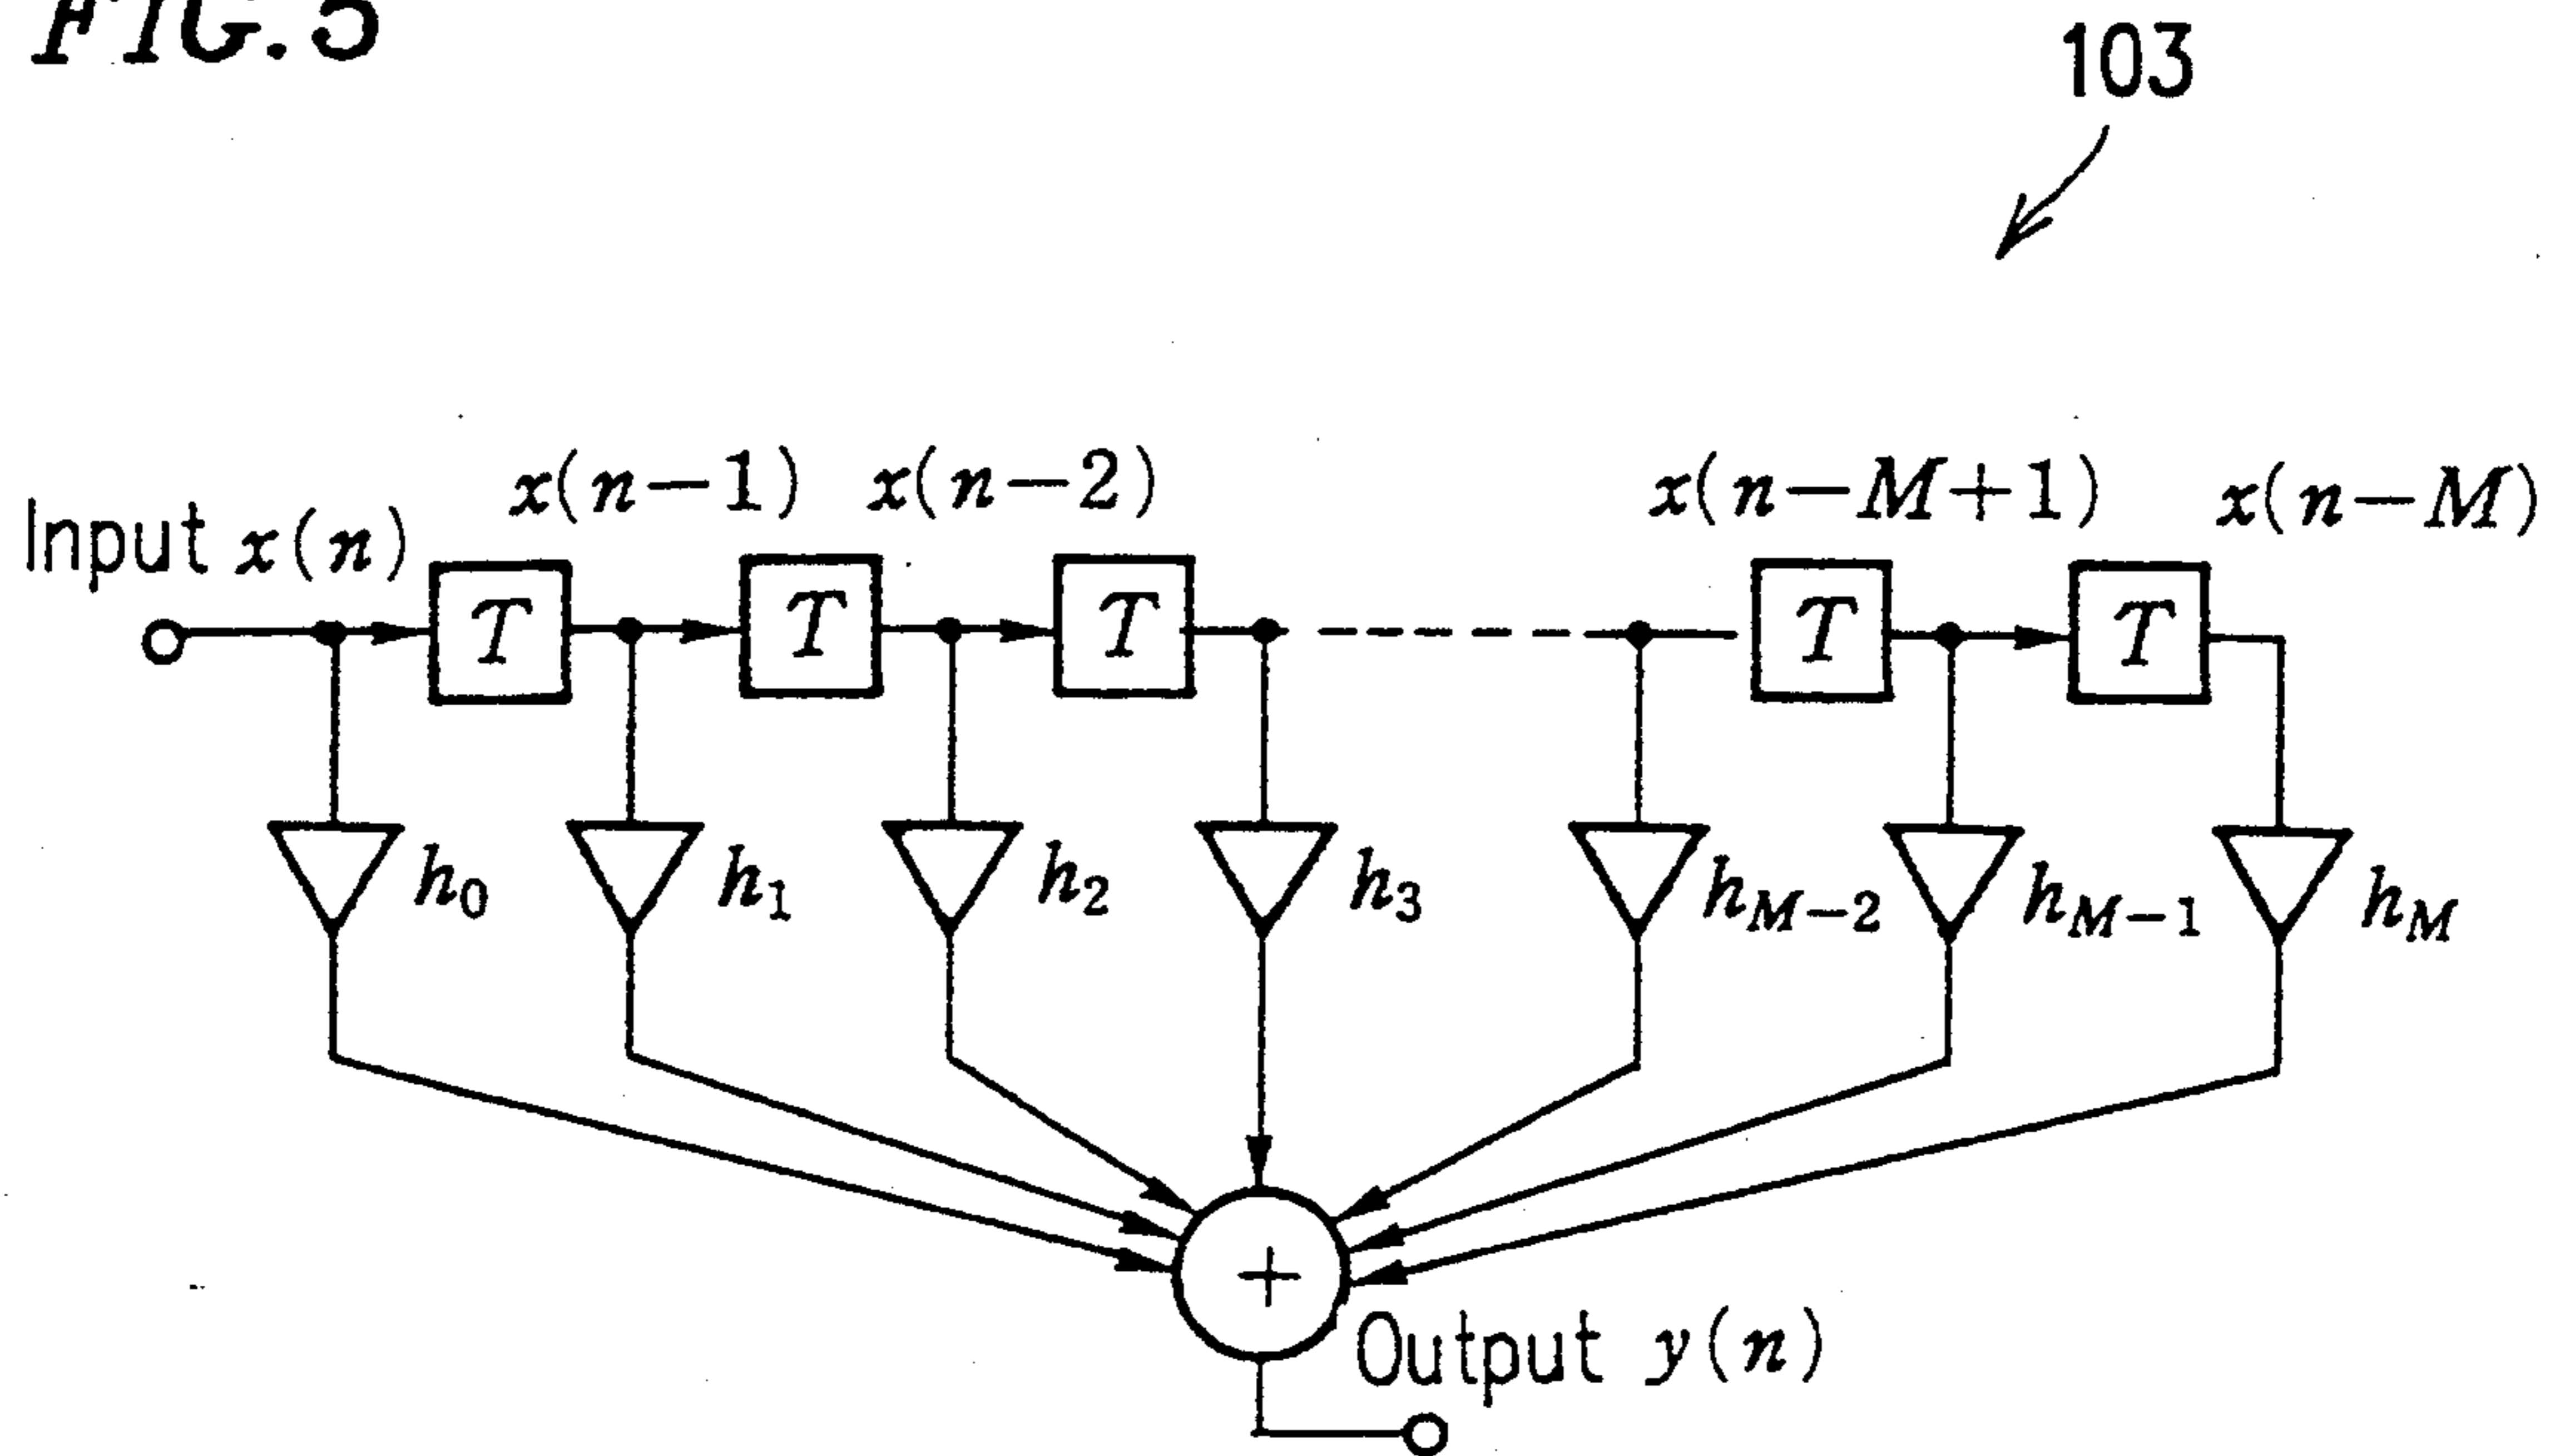 FIG. 5
103
Input x(n)
x(n−1)
x(n−2)
x(n−M+1)
x(n−M)
T T T T T
h0 h1 h2 h3 hM−2 hM−1 hM
+
Output y(n)